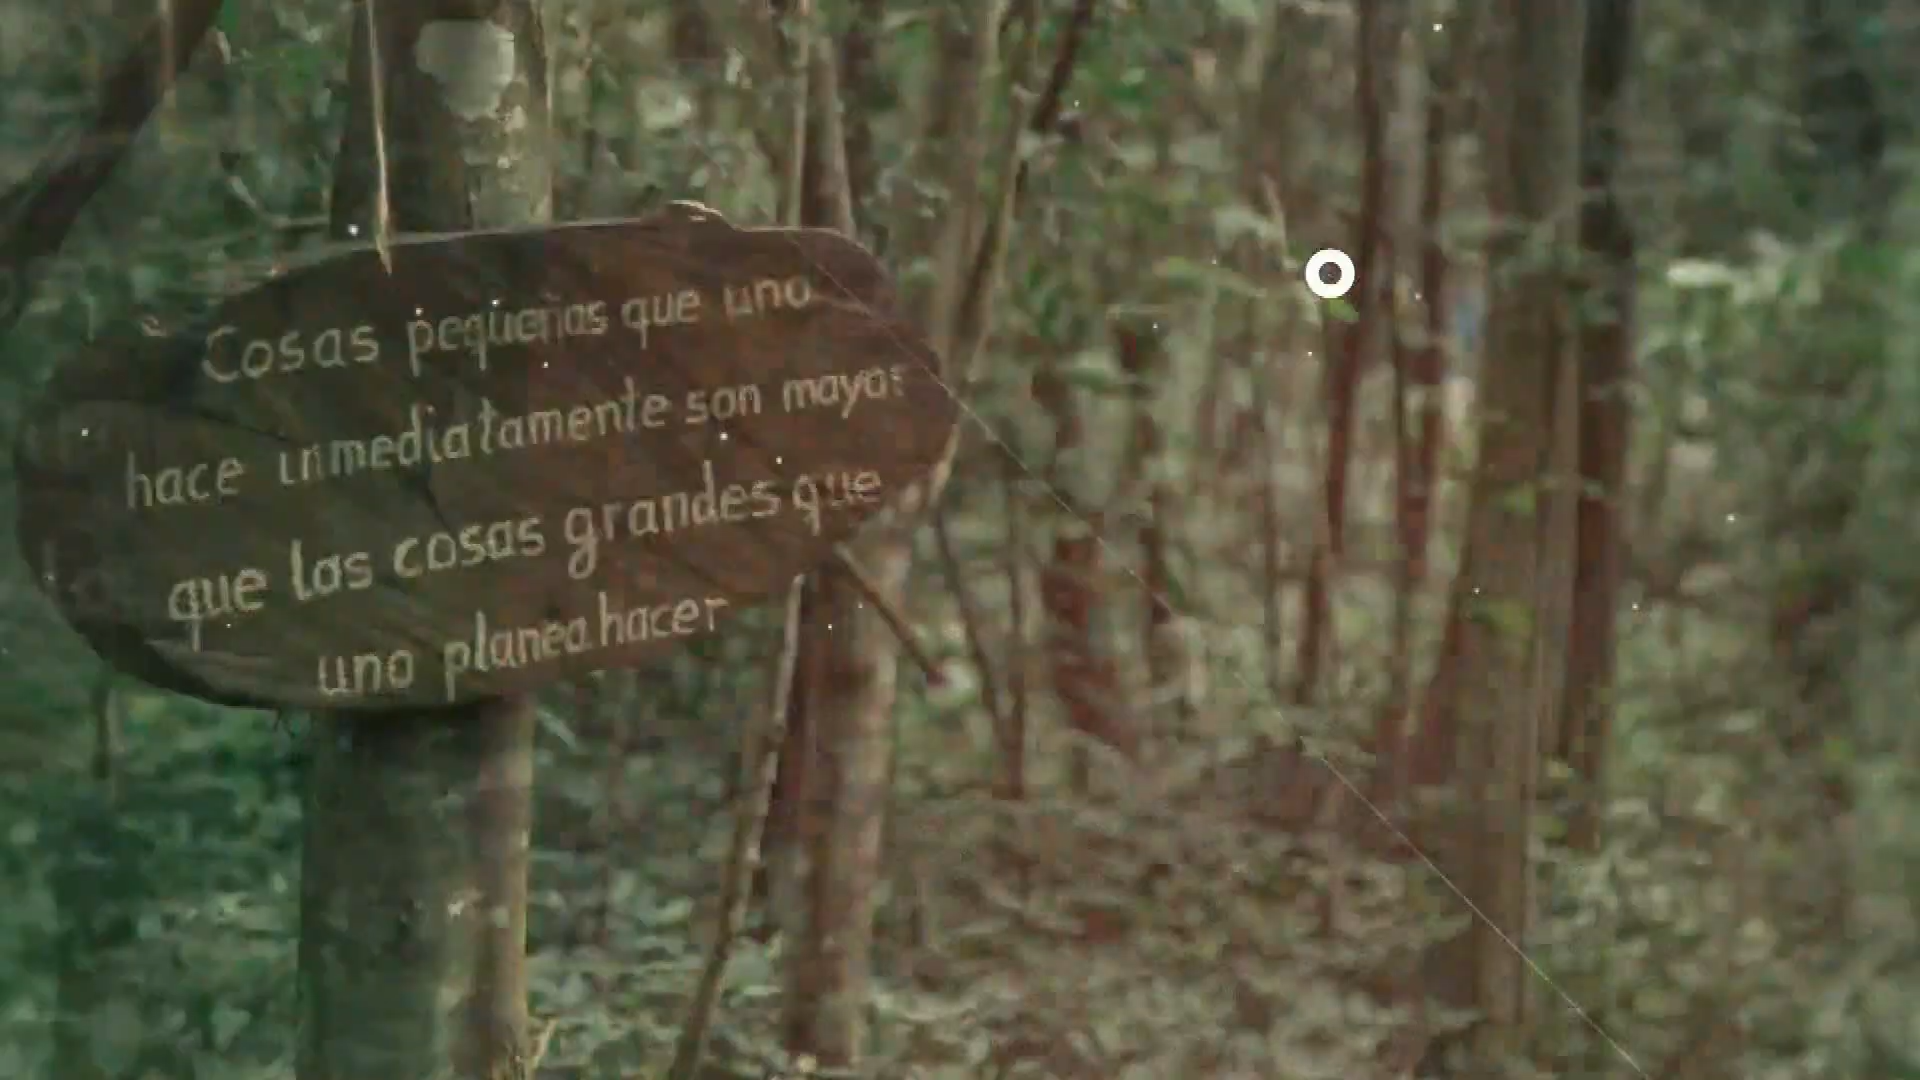 Cosas pequeñas que uno
hace inmediatamente son mayor
que las cosas grandes que
uno planea hacer